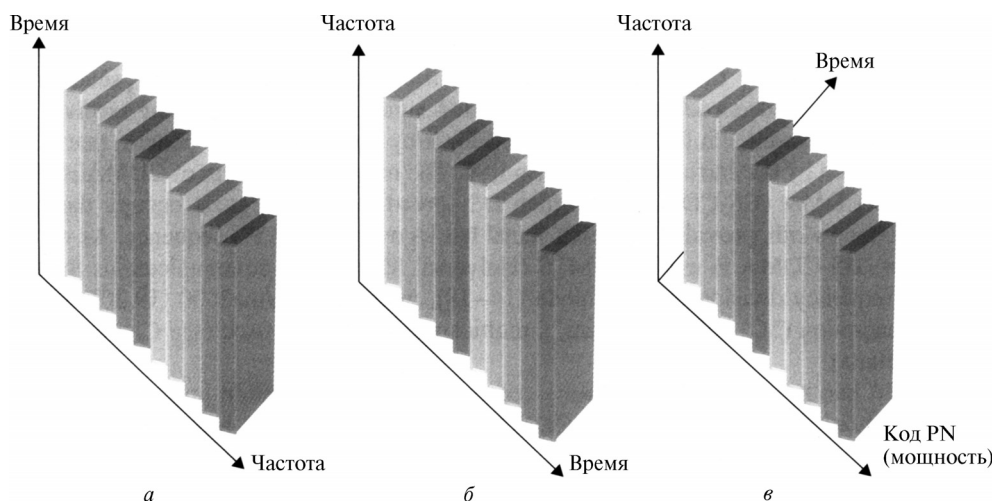 Время
Частота
а
Частота
Время
б
Частота
Время
Код PN
(мощность)
в